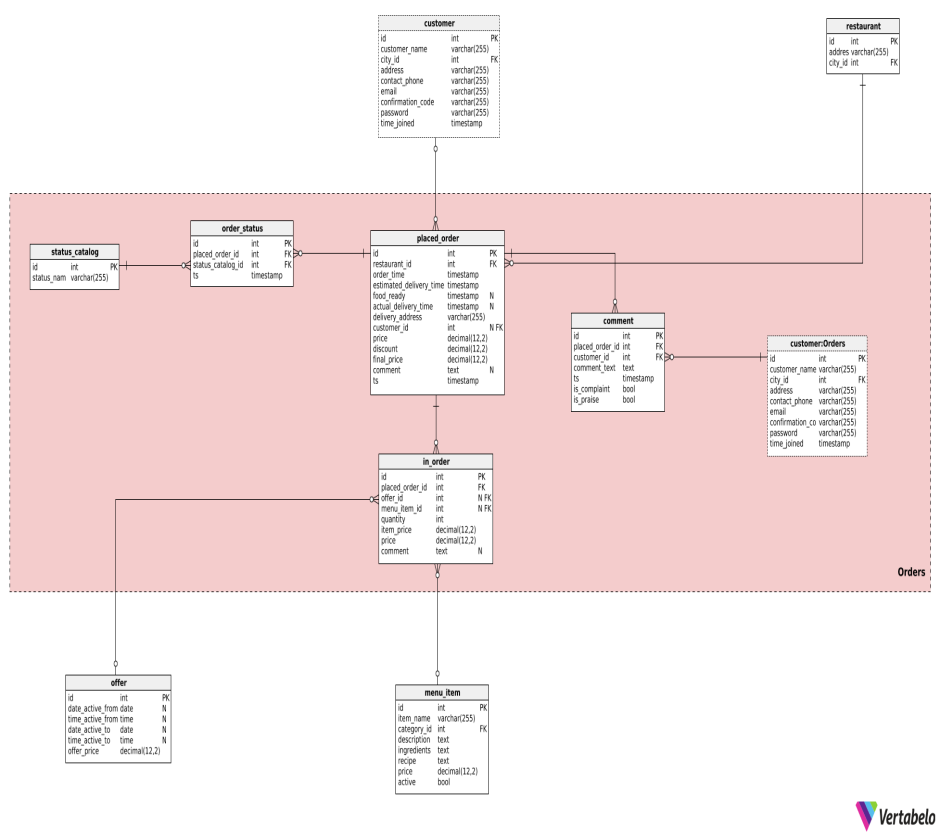 customer
id int PK
customer_name varchar(255)
city_id int FK
address varchar(255)
contact_phone varchar(255)
email varchar(255)
confirmation_code varchar(255)
password varchar(255)
time_joined timestamp
restaurant
id int PK
addres varchar(255)
city_id int FK
status_catalog
id int PK
status_nam varchar(255)
order_status
id int PK
placed_order_id int FK
status_catalog_id int FK
ts timestamp
placed_order
id int PK
restaurant_id int FK
order_time timestamp
estimated_delivery_time timestamp
food_ready timestamp N
actual_delivery_time timestamp N
delivery_address varchar(255)
customer_id int N FK
price decimal(12,2)
discount decimal(12,2)
final_price decimal(12,2)
comment text N
ts timestamp
comment
id int PK
placed_order_id int FK
customer_id int FK
comment_text text
ts timestamp
is_complaint bool
is_praise bool
customer:Orders
id int PK
customer_name varchar(255)
city_id int FK
address varchar(255)
contact_phone varchar(255)
email varchar(255)
confirmation_co varchar(255)
password varchar(255)
time_joined timestamp
in_order
id int PK
placed_order_id int FK
offer_id int N FK
menu_item_id int N FK
quantity int
item_price decimal(12,2)
price decimal(12,2)
comment text N
Orders
offer
id int PK
date_active_from date N
time_active_from time N
date_active_to date N
time_active_to time N
offer_price decimal(12,2)
menu_item
id int PK
item_name varchar(255)
category_id int FK
description text
ingredients text
recipe text
price decimal(12,2)
active bool
Vertabelo